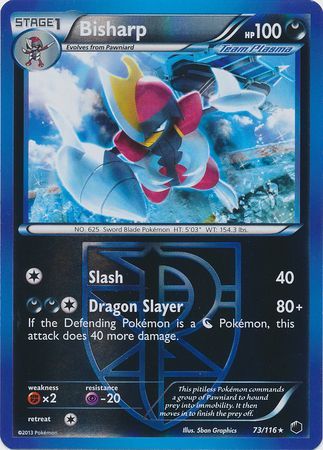 STAGE1
Bisharp
HP100
Evolves from Pawniard
Team Plasma
NO. 625 Sword Blade Pokémon HT: 5'03" WT: 154.3 lbs.
Slash 40
Dragon Slayer 80+
If the Defending Pokémon is a Pokémon, this
attack does 40 more damage.
weakness
×2
resistance
-20
retreat
This pitiless Pokémon commands
a group of Pawniard to hound
prey into immobility. It then
moves in to finish the prey off.
©2013 Pokémon
Illus. 5ban Graphics
73/116★